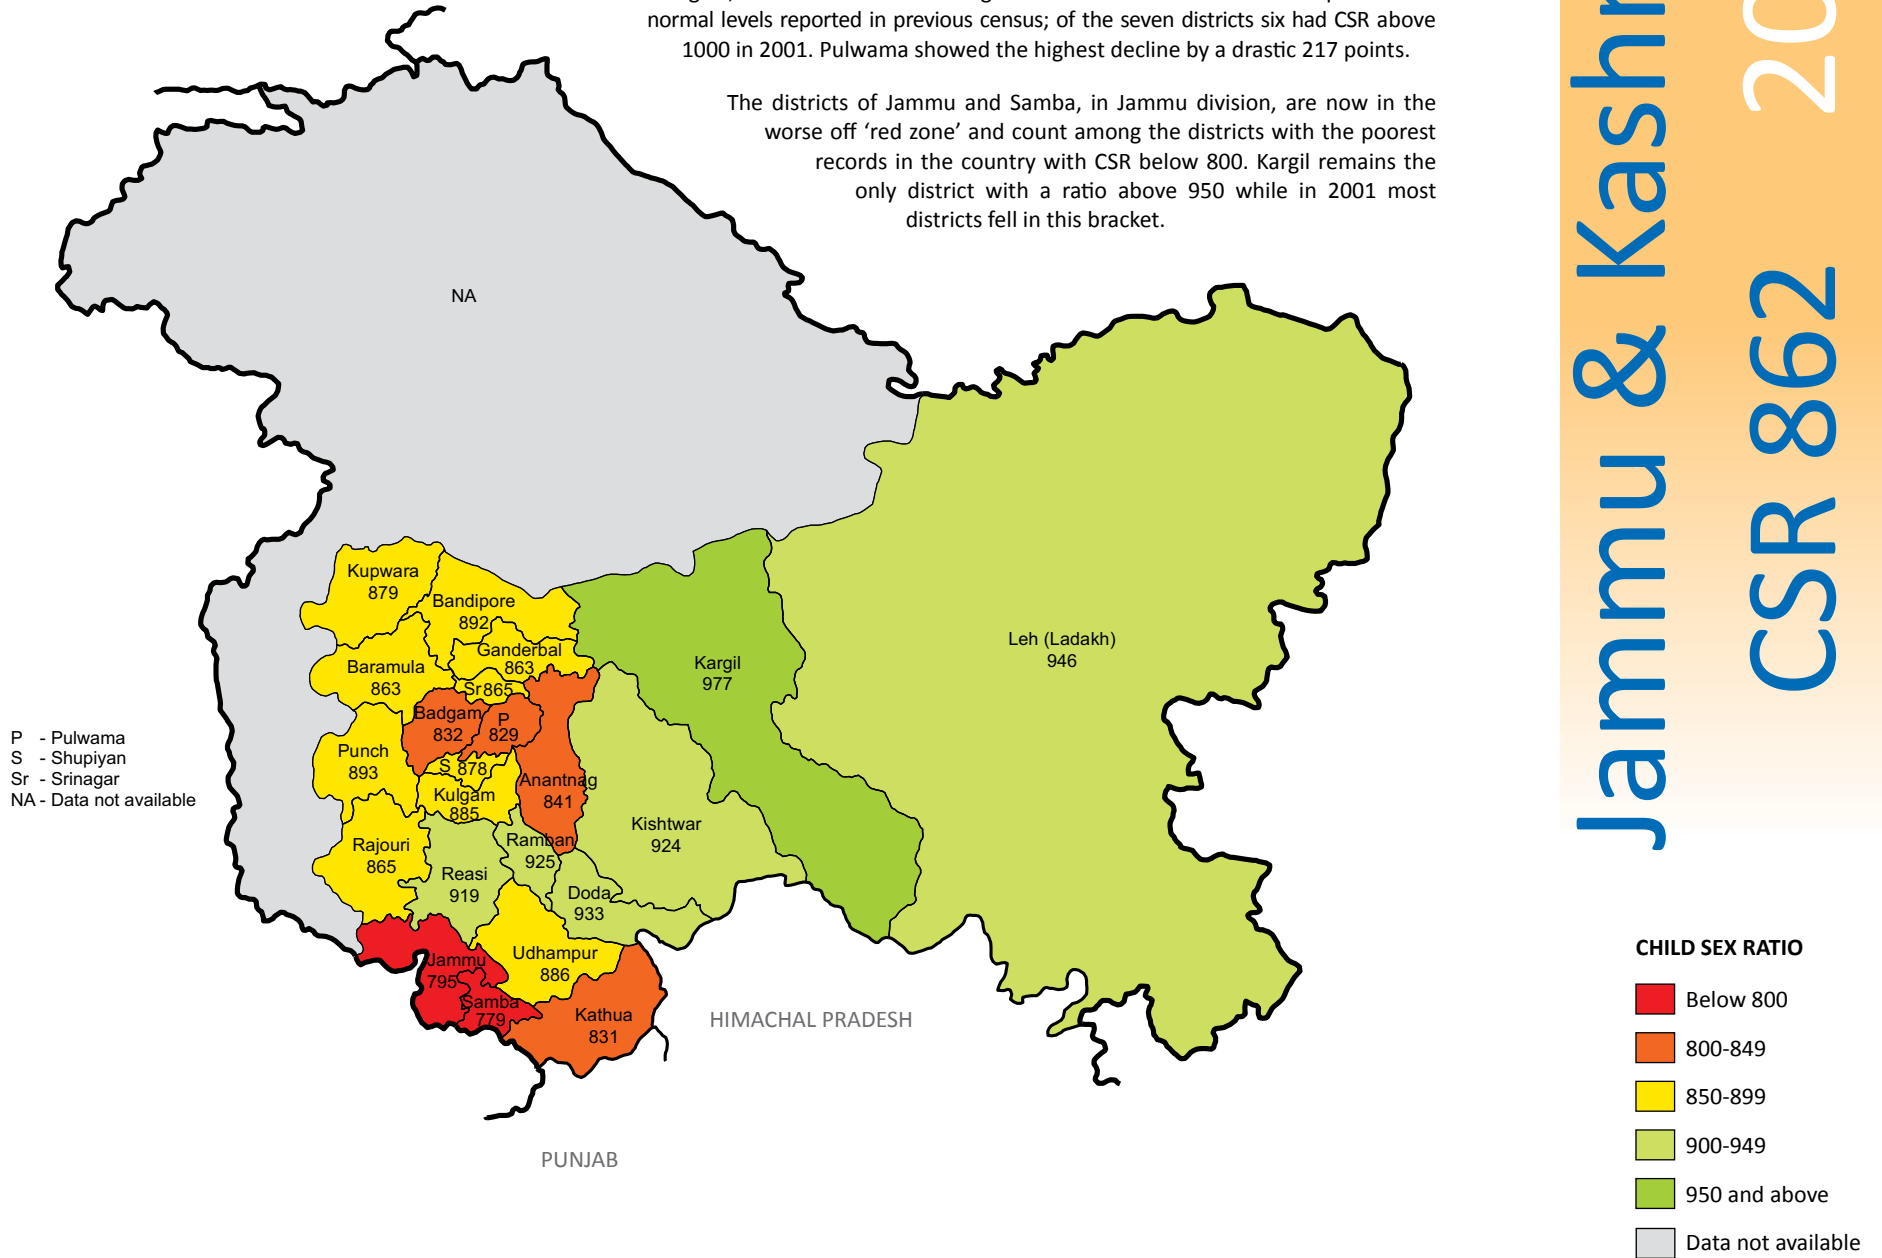 normal levels reported in previous census; of the seven districts six had CSR above
1000 in 2001. Pulwama showed the highest decline by a drastic 217 points.
The districts of Jammu and Samba, in Jammu division, are now in the
worse off ‘red zone’ and count among the districts with the poorest
records in the country with CSR below 800. Kargil remains the
only district with a ratio above 950 while in 2001 most
districts fell in this bracket.
Jammu & Kash
CSR 862 20
NA
Kupwara
879
Bandipore
892
Ganderbal
863
Baramula
863
Sr865
Badgam
832
P
829
Punch
893
S 878
Kulgam
885
Anantnag
841
Kargil
977
Leh (Ladakh)
946
Rajouri
865
Reasi
919
Ramban
925
Kishtwar
924
Doda
933
Udhampur
886
Jammu
795
Samba
779
Kathua
831
HIMACHAL PRADESH
PUNJAB
P - Pulwama
S - Shupiyan
Sr - Srinagar
NA - Data not available
CHILD SEX RATIO
Below 800
800-849
850-899
900-949
950 and above
Data not available